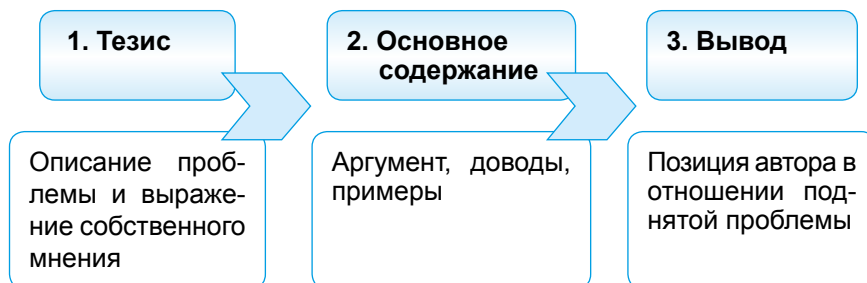 1. Тезис
2. Основное
содержание
3. Вывод
Описание проб-
лемы и выраже-
ние собственного
мнения
Аргумент, доводы,
примеры
Позиция автора в
отношении под-
нятой проблемы